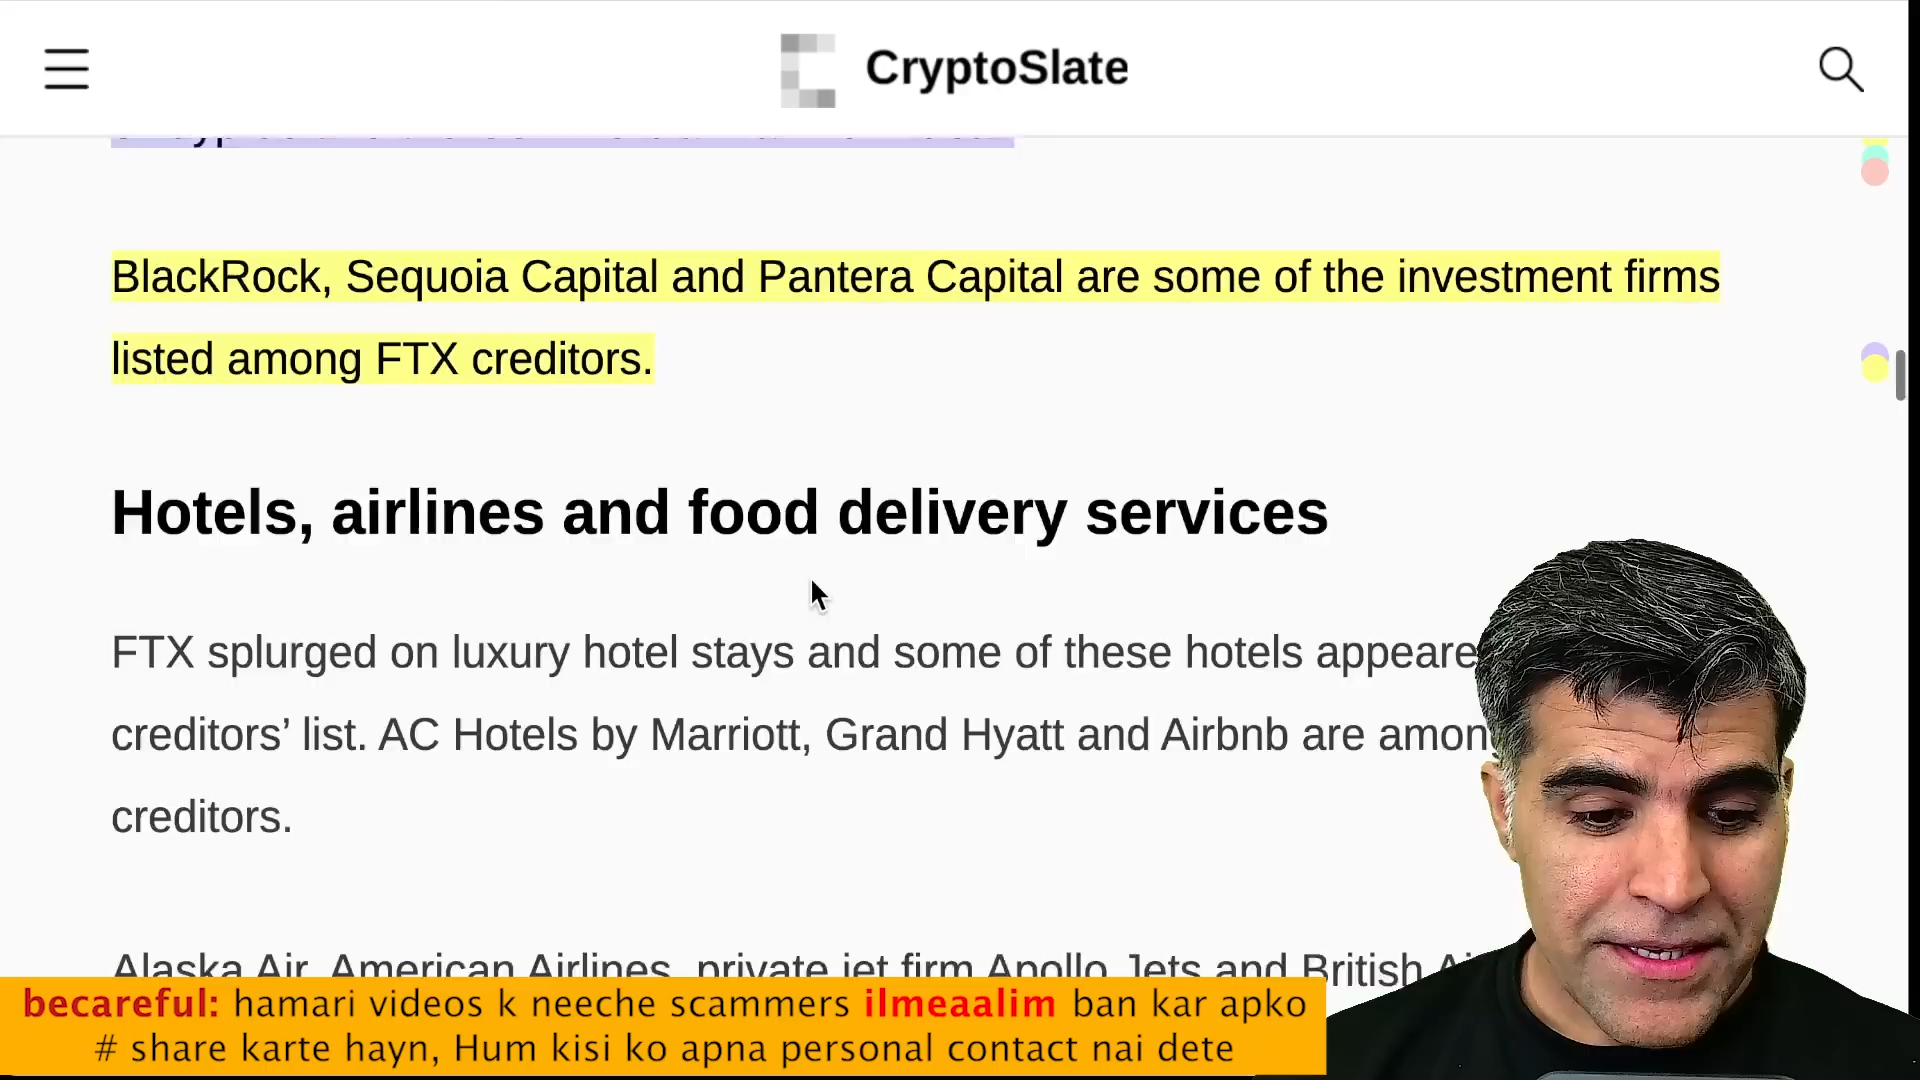 CryptoSlate
BlackRock, Sequoia Capital and Pantera Capital are some of the investment firms
listed among FTX creditors.
Hotels, airlines and food delivery services
FTX splurged on luxury hotel stays and some of these hotels appeare
creditors’ list. AC Hotels by Marriott, Grand Hyatt and Airbnb are amon
creditors.
Alaska Air, American Airlines, private jet firm Apollo Jets and British
becareful: hamari videos k neeche scammers ilmeaalim ban kar apko
# share karte hayn, Hum kisi ko apna personal contact nai dete